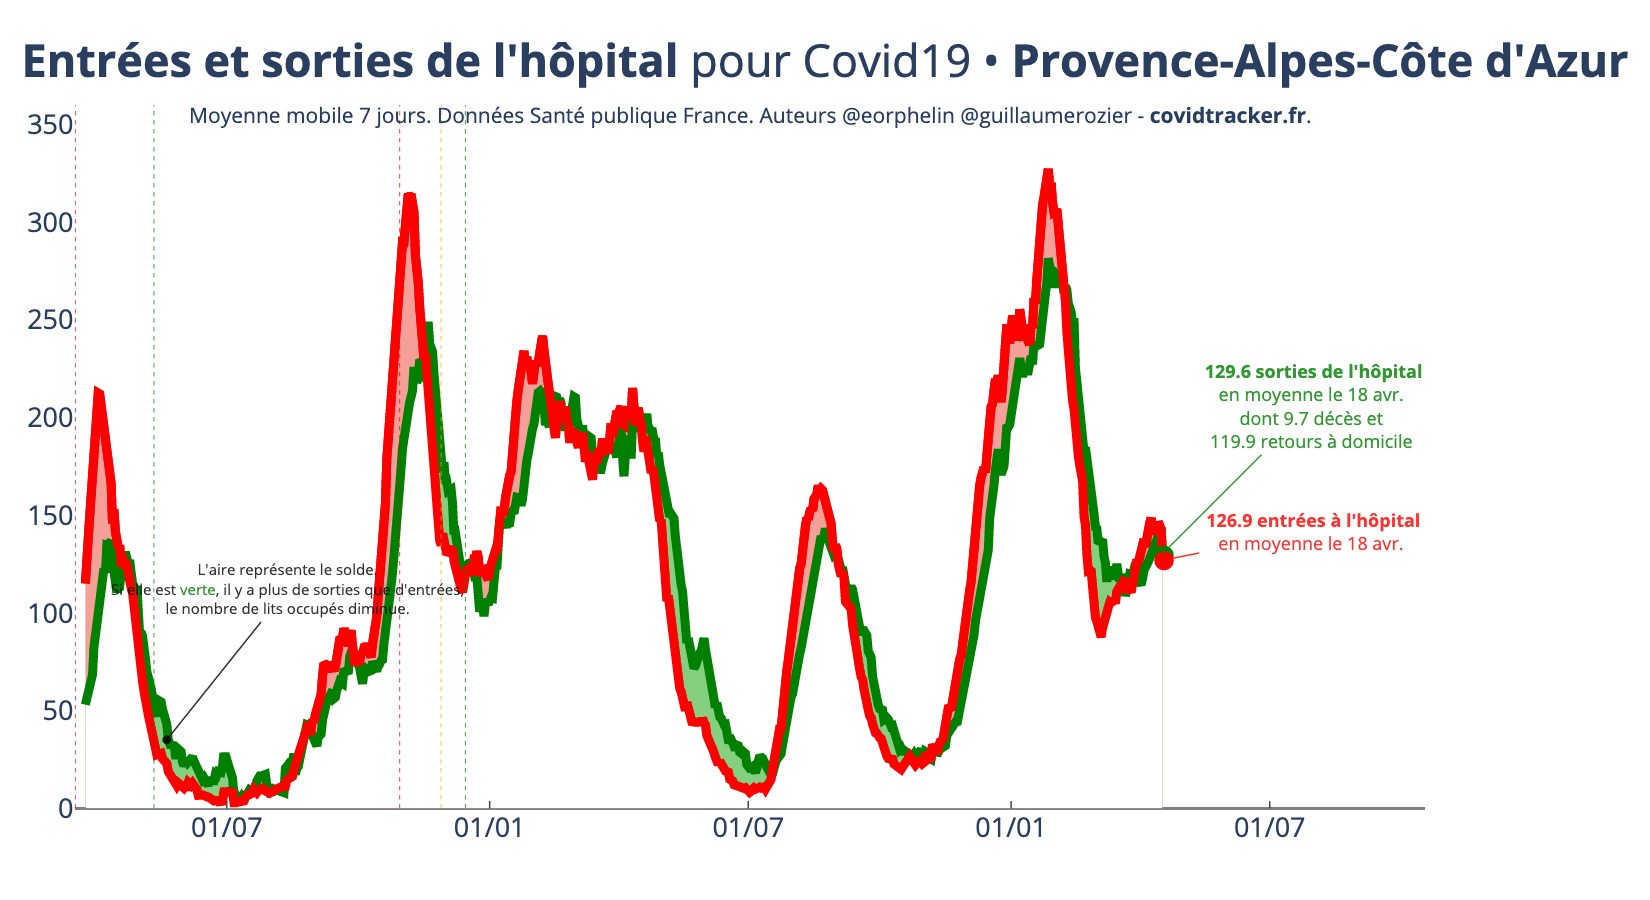 Entrées et sorties de l'hôpital pour Covid19 • Provence-Alpes-Côte d'Azur
Moyenne mobile 7 jours. Données Santé publique France. Auteurs @eorphelin @guillaumerozier - covidtracker.fr.
350
300
250
200
150
100
50
0
129.6 sorties de l'hôpital
en moyenne le 18 avr.
dont 9.7 décès et
119.9 retours à domicile
126.9 entrées à l'hôpital
en moyenne le 18 avr.
L'aire représente le solde.
Si elle est verte, il y a plus de sorties que d'entrées,
le nombre de lits occupés diminue.
01/07
01/01
01/07
01/01
01/07